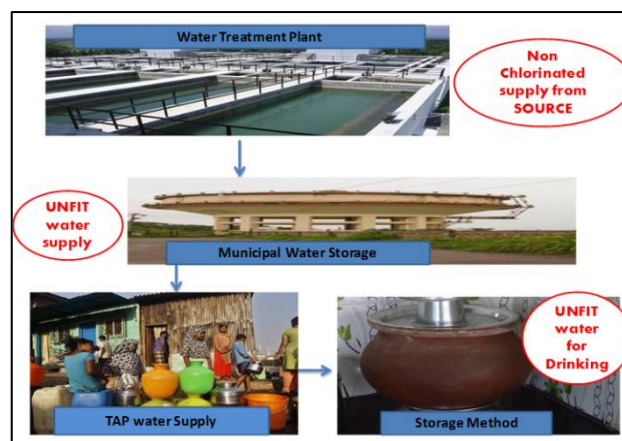 Water Treatment Plant
Non
Chlorinated
supply from
SOURCE
UNFIT
water
supply
Municipal Water Storage
UNFIT
water
for
Drinking
TAP water Supply
Storage Method